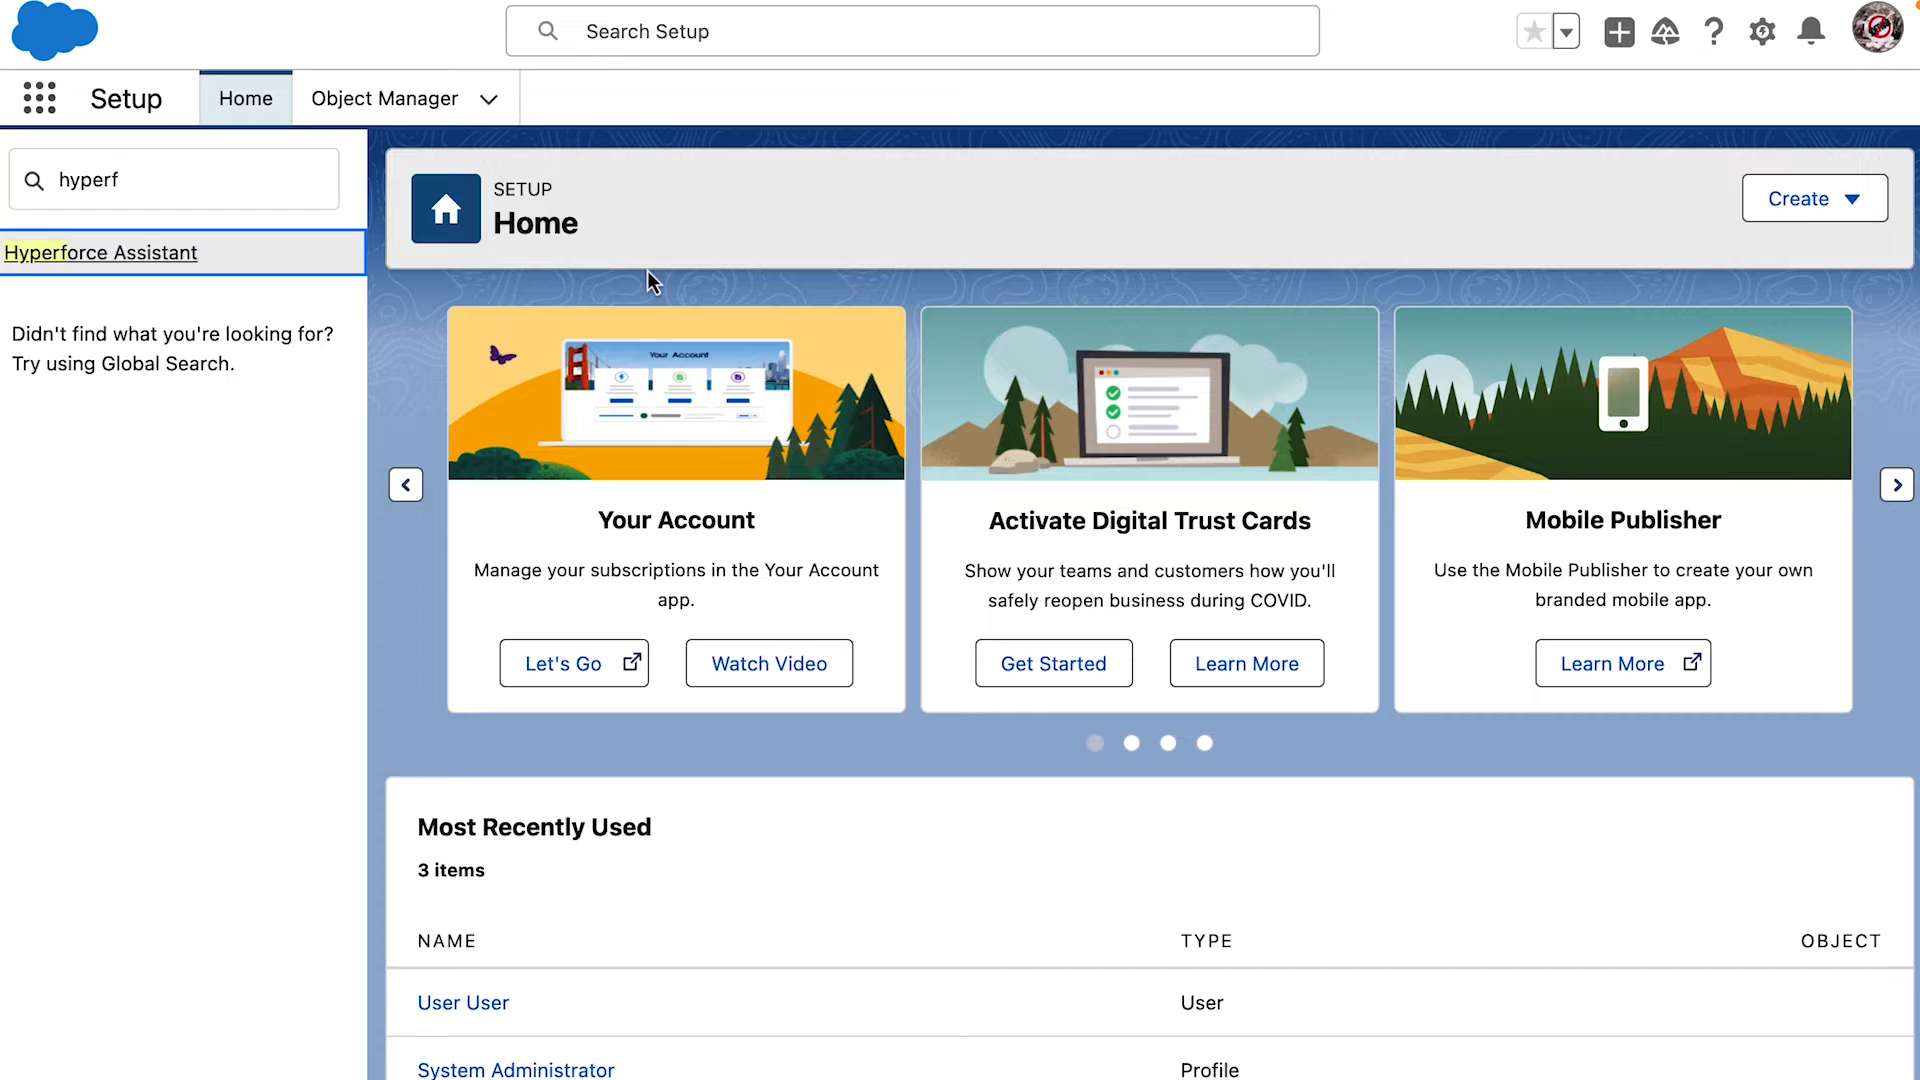 Search Setup
Setup
Home
Object Manager
hyperf
Hyperforce Assistant
Didn't find what you're looking for?
Try using Global Search.
SETUP
Home
Create
Your Account
Your Account
Manage your subscriptions in the Your Account
app.
Let's Go
Watch Video
Activate Digital Trust Cards
Show your teams and customers how you'll
safely reopen business during COVID.
Get Started
Learn More
Mobile Publisher
Use the Mobile Publisher to create your own
branded mobile app.
Learn More
Most Recently Used
3 items
NAME
TYPE
OBJECT
User User
User
System Administrator
Profile